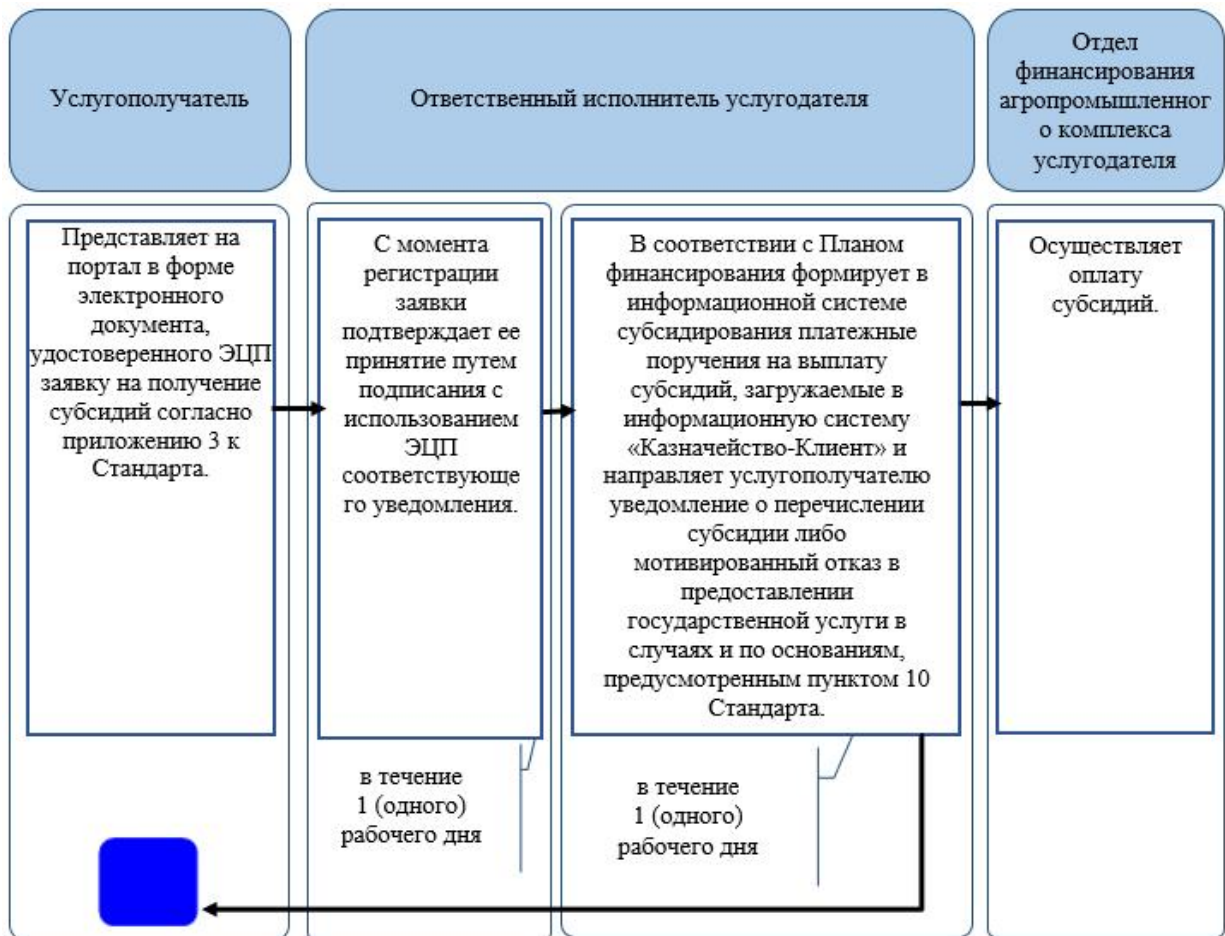 Услугополучатель
Ответственный исполнитель услугодателя
Отдел
финансирования
агропромышленног
о комплекса
услугодателя
Представляет на
портал в форме
электронного
документа,
удостоверенного ЭЦП
заявку на получение
субсидий согласно
приложению 3 к
Стандарта.
С момента
регистрации
заявки
подтверждает ее
принятие путем
подписания с
использованием
ЭЦП
соответствующе
го уведомления.
В соответствии с Планом
финансирования формирует в
информационной системе
субсидирования платежные
поручения на выплату
субсидий, загружаемые в
информационную систему
«Казначейство-Клиент» и
направляет услугополучателю
уведомление о перечислении
субсидии либо
мотивированный отказ в
предоставлении
государственной услуги в
случаях и по основаниям,
предусмотренным пунктом 10
Стандарта.
Осуществляет
оплату
субсидий.
в течение
1 (одного)
рабочего дня
в течение
1 (одного)
рабочего дня